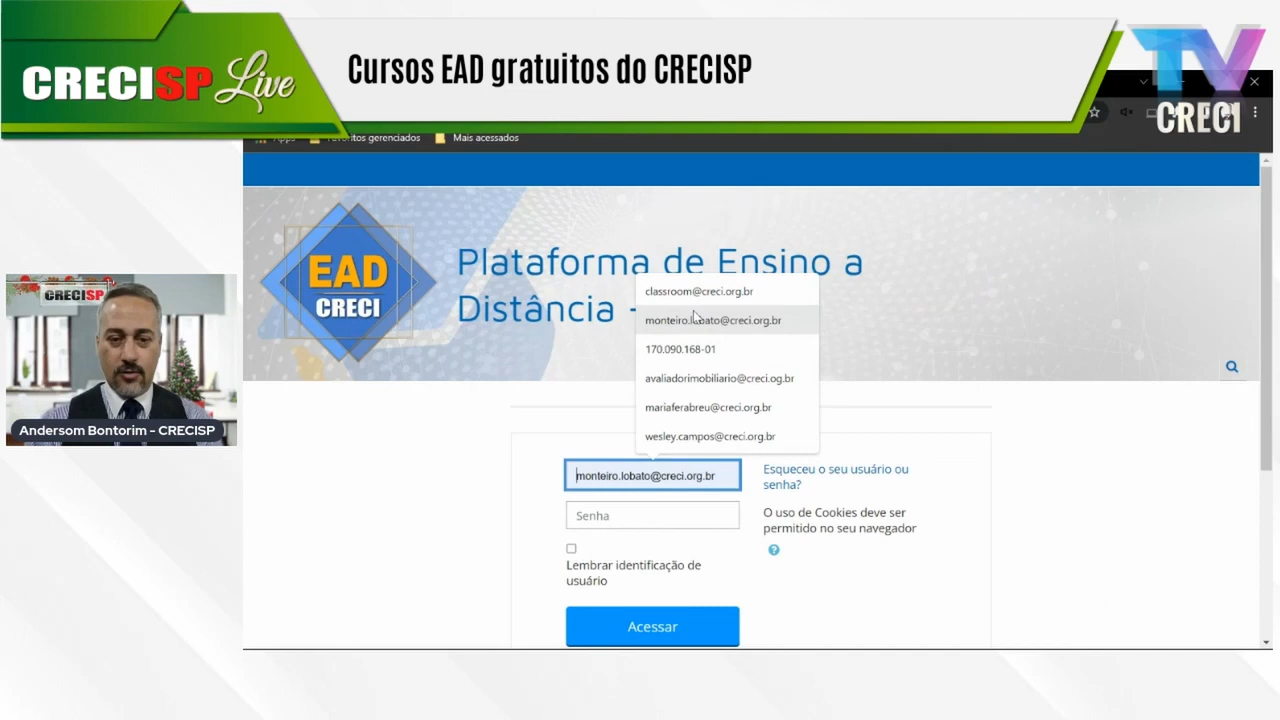 CRECISP Live
Cursos EAD gratuitos do CRECISP
TV
CRECI
Apps
Favoritos gerenciados
Mais acessados
EAD
CRECI
Plataforma de Ensino a
Distância -
classroom@creci.org.br
monteiro.lobato@creci.org.br
170.090.168-01
avaliadorimobiliario@creci.og.br
mariaferabreu@creci.org.br
wesley.campos@creci.org.br
CRECISP
Andersom Bontorim - CRECISP
monteiro.lobato@creci.org.br
Esqueceu o seu usuário ou
senha?
Senha
O uso de Cookies deve ser
permitido no seu navegador
Lembrar identificação de
usuário
Acessar